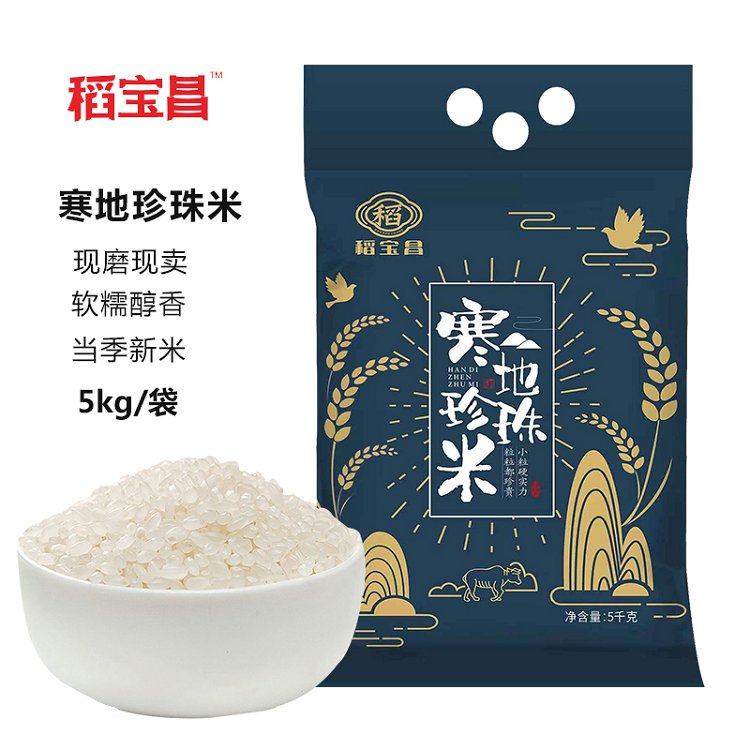 稻宝昌™
寒地珍珠米
现磨现卖
软糯醇香
当季新米
5kg/袋
稻
稻宝昌
寒地珍珠米
HAN DI
ZHEN
ZHU MI
小粒硬实力
粒粒都珍贵
净含量:5千克